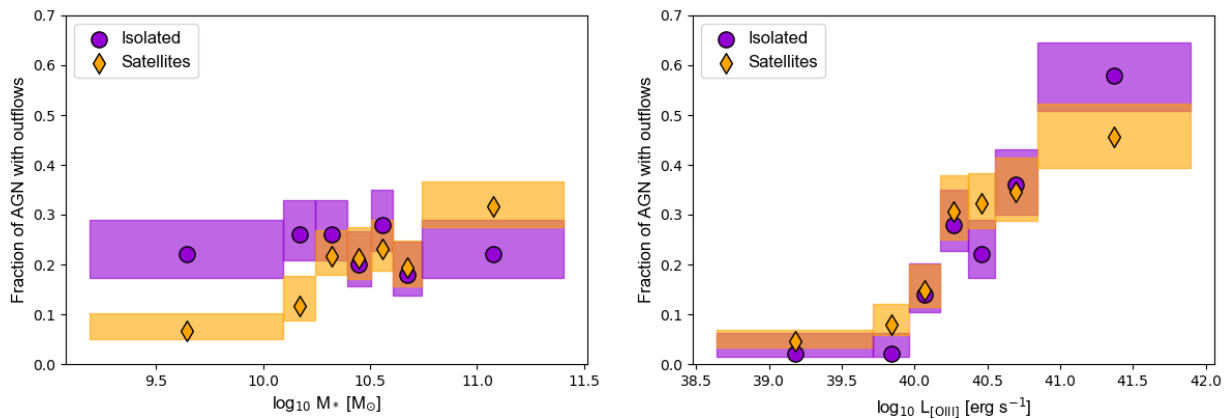 Fraction of AGN with outflows
0.7
0.6
0.5
0.4
0.3
0.2
0.1
0.0
Isolated
Satellites
9.5 10.0 10.5 11.0 11.5
log₁₀ M* [M☉]
Fraction of AGN with outflows
0.7
0.6
0.5
0.4
0.3
0.2
0.1
0.0
Isolated
Satellites
38.5 39.0 39.5 40.0 40.5 41.0 41.5 42.0
log₁₀ L[OIII] [erg s⁻¹]